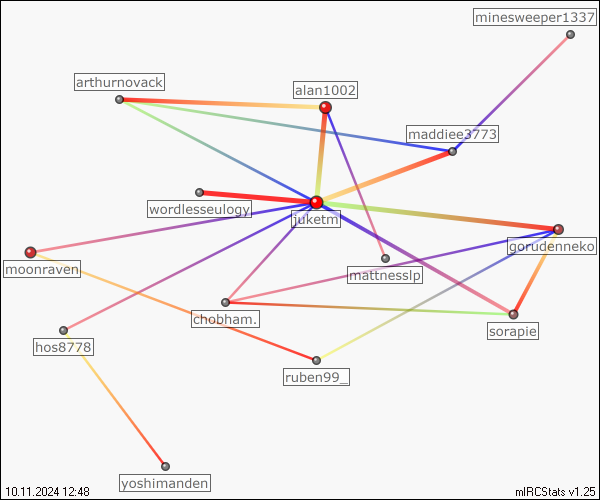 minesweeper1337
arthurnovack
alan1002
maddiee3773
wordlesseulogy
juketm
gorudenneko
moonraven
mattnesslp
chobham.
sorapie
hos8778
ruben99_
yoshimanden
10.11.2024 12:48
mIRCStats v1.25